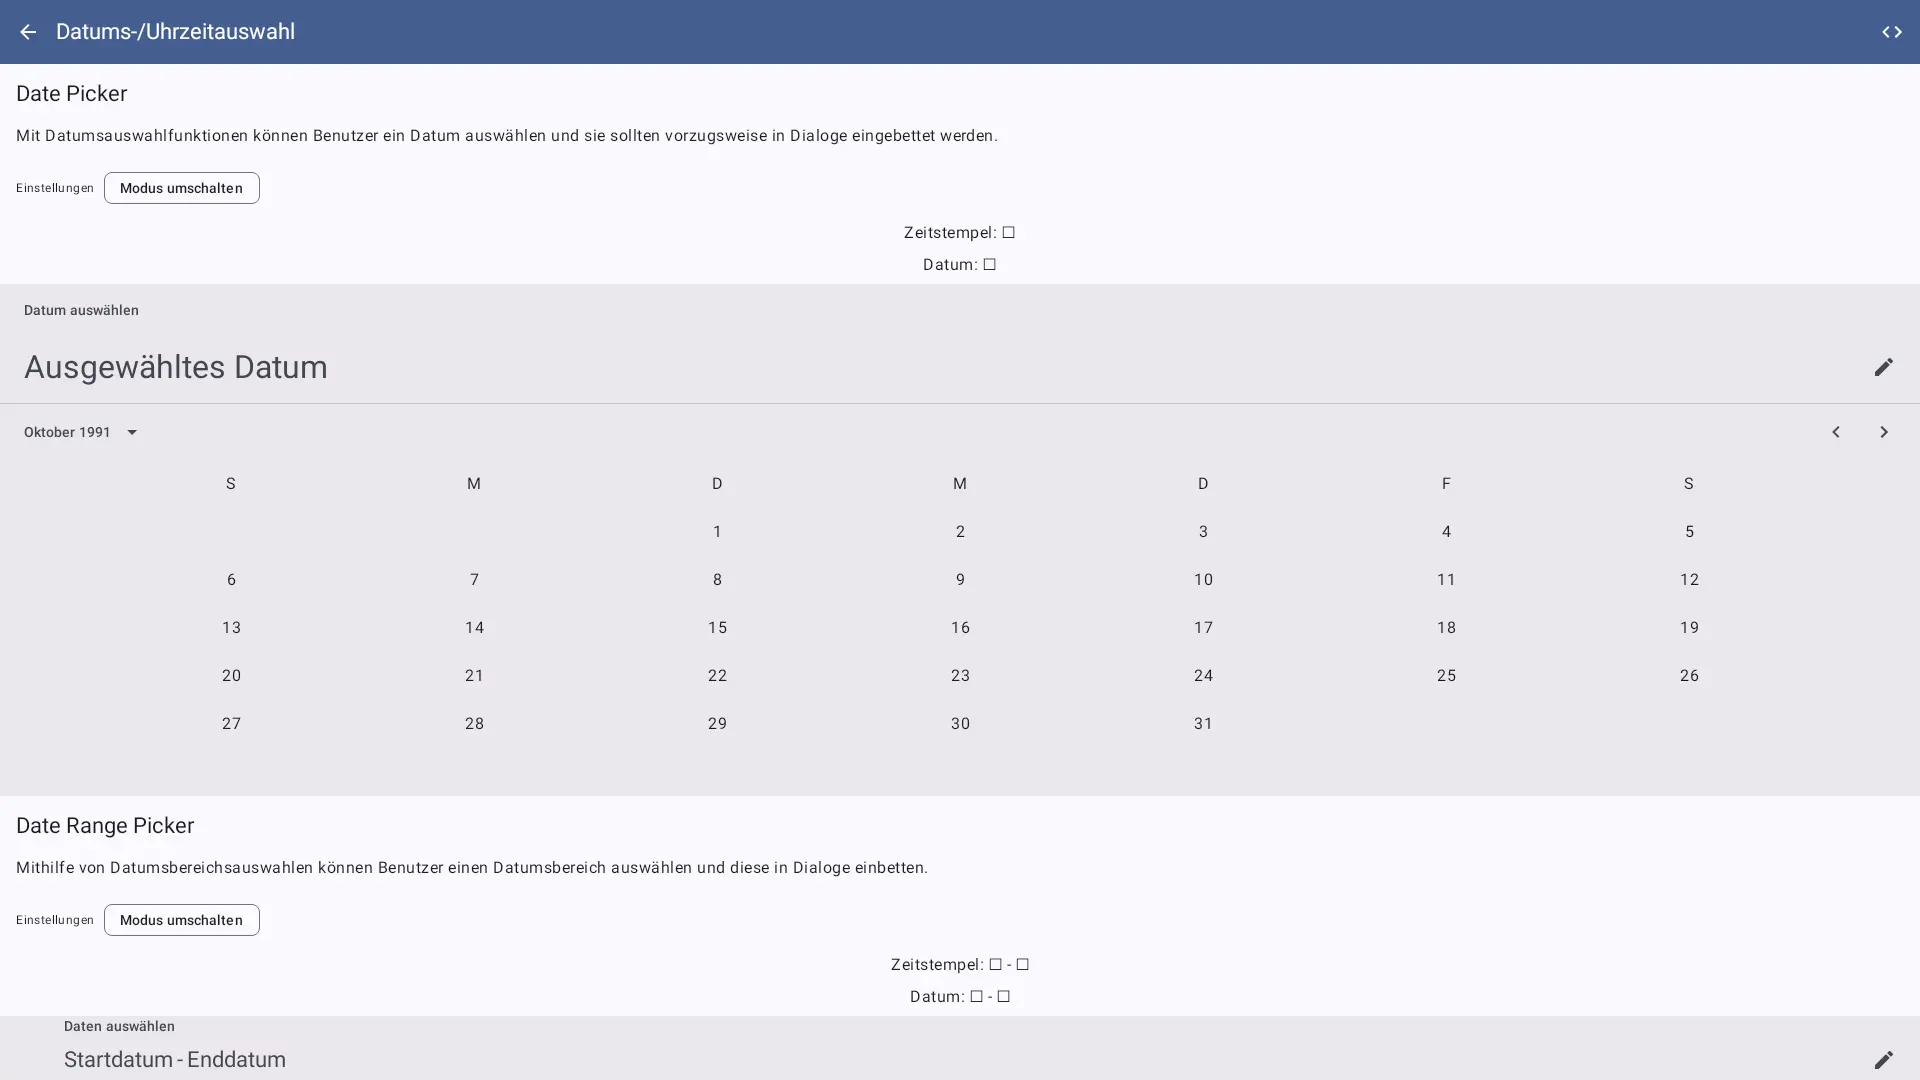 Datums-/Uhrzeitauswahl
Date Picker
Mit Datumsauswahlfunktionen können Benutzer ein Datum auswählen und sie sollten vorzugsweise in Dialoge eingebettet werden.
Einstellungen Modus umschalten
Zeitstempel: ☐
Datum: ☐
Datum auswählen
Ausgewähltes Datum
Oktober 1991
S M D M D F S
1 2 3 4 5
6 7 8 9 10 11 12
13 14 15 16 17 18 19
20 21 22 23 24 25 26
27 28 29 30 31
Date Range Picker
Mithilfe von Datumsbereichsauswahlen können Benutzer einen Datumsbereich auswählen und diese in Dialoge einbetten.
Einstellungen Modus umschalten
Zeitstempel: ☐ - ☐
Datum: ☐ - ☐
Daten auswählen
Startdatum - Enddatum